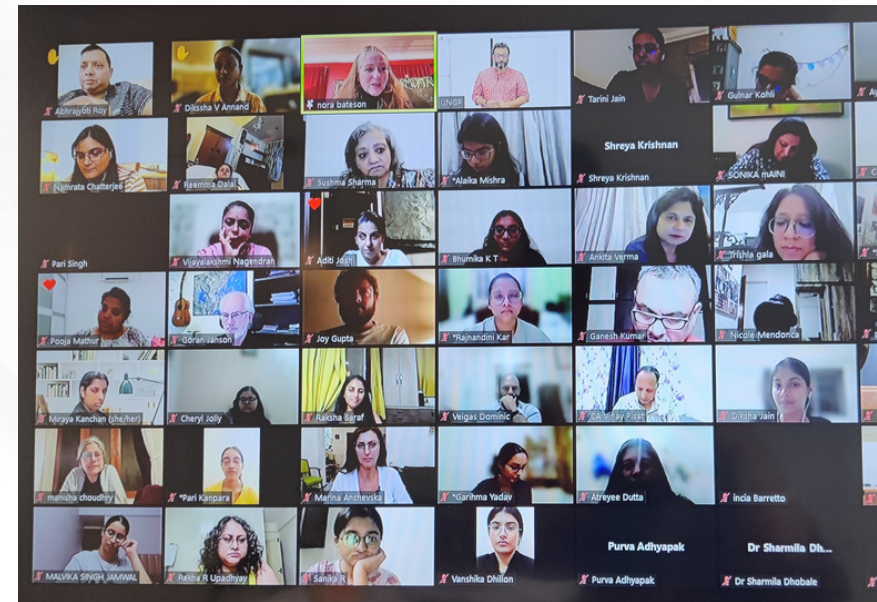 Abhrajyoti Roy
Dikssha V Annand
nora bateson
IJNGP
Tarini Jain
Gulnar Kohli
Namrata Chatterjee
Reemma Dalal
Sushma Sharma
*Alaika Mishra
Shreya Krishnan
Shreya Krishnan
SONIKA mAINI
Pari Singh
Vijayalakshmi Nagendran
Aditi Joshi
Bhumika K T
Ankita Verma
Trishla gala
Pooja Mathur
Goran Janson
Joy Gupta
*Rajnandini Kar
Ganesh Kumar
Nicole Mendonca
Miraya Kanchan (she/her)
Cheryl Jolly
Raksha Baraf
Veigas Dominic
CA Vinay Pisat
Diksha Jain
manisha choudhry
*Pari Kanpara
Marina Anchevska
*Garihma Yadav
Atreyee Dutta
incia Barretto
MALVIKA SINGH JAMWAL
Rekha R Upadhyay
Sanika R
Vanshika Dhillon
Purva Adhyapak
Purva Adhyapak
Dr Sharmila Dh...
Dr Sharmila Dhobale